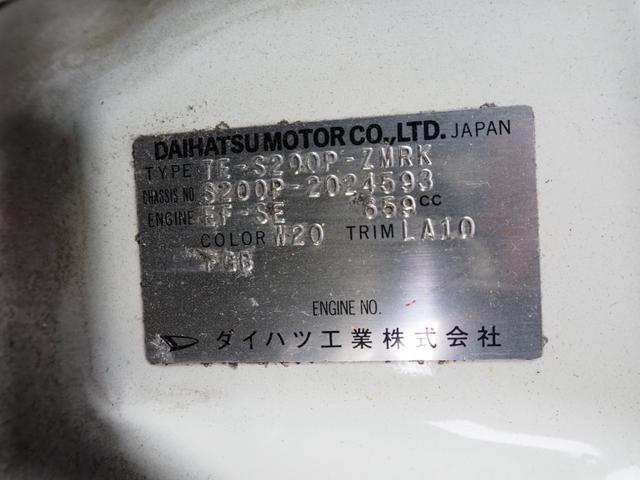 DAIHATSU MOTOR CO.,LTD. JAPAN
TYPE TE-S200P-ZMRK
CHASSIS NO. S200P-2024593
ENGINE EF-SE 659cc
COLOR W20 TRIM LA10
ENGINE NO.
ダイハツ工業株式会社